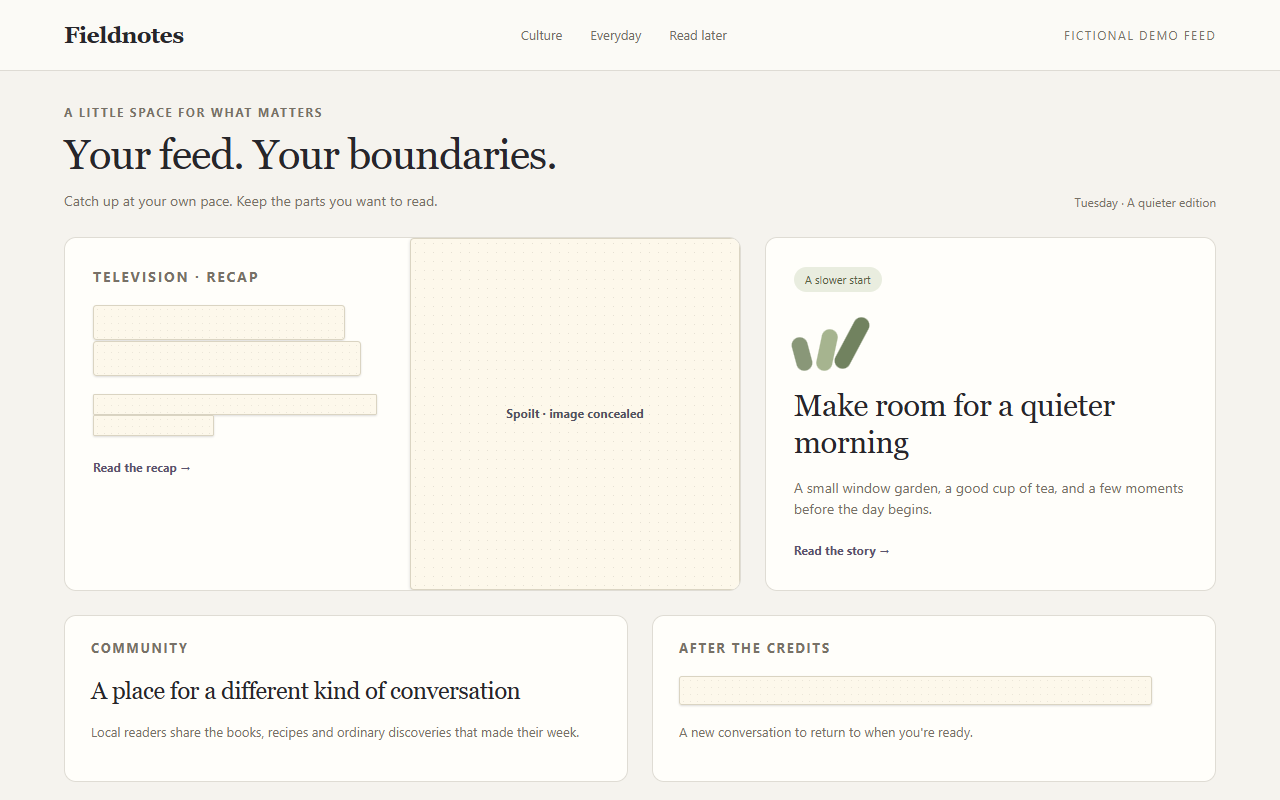 Fieldnotes
Culture
Everyday
Read later
FICTIONAL DEMO FEED
A LITTLE SPACE FOR WHAT MATTERS
Your feed. Your boundaries.
Catch up at your own pace. Keep the parts you want to read.
Tuesday · A quieter edition
TELEVISION · RECAP
Read the recap →
Spoilt · image concealed
A slower start
Make room for a quieter
morning
A small window garden, a good cup of tea, and a few moments
before the day begins.
Read the story →
COMMUNITY
A place for a different kind of conversation
Local readers share the books, recipes and ordinary discoveries that made their week.
AFTER THE CREDITS
A new conversation to return to when you're ready.